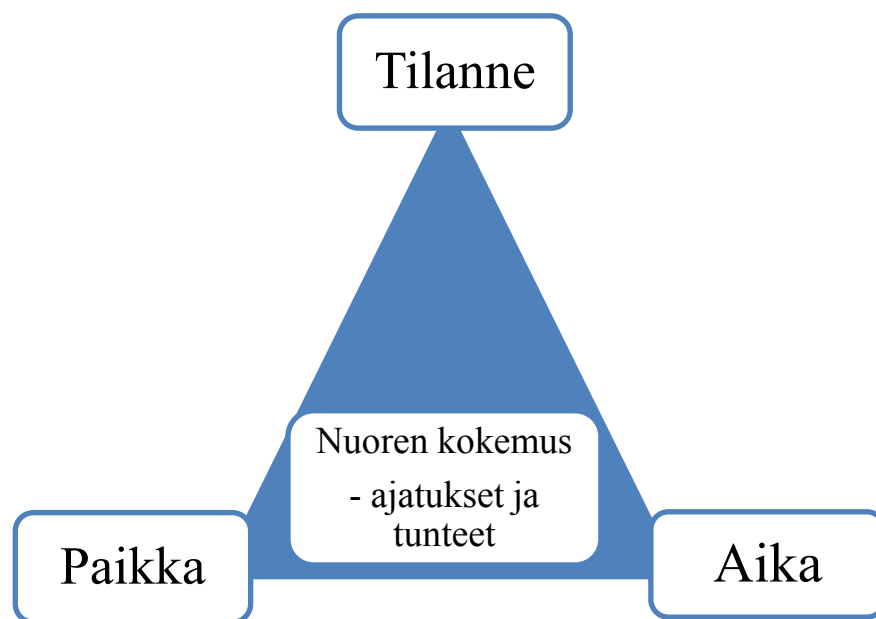 Tilanne
Nuoren kokemus
- ajatukset ja
tunteet
Paikka
Aika